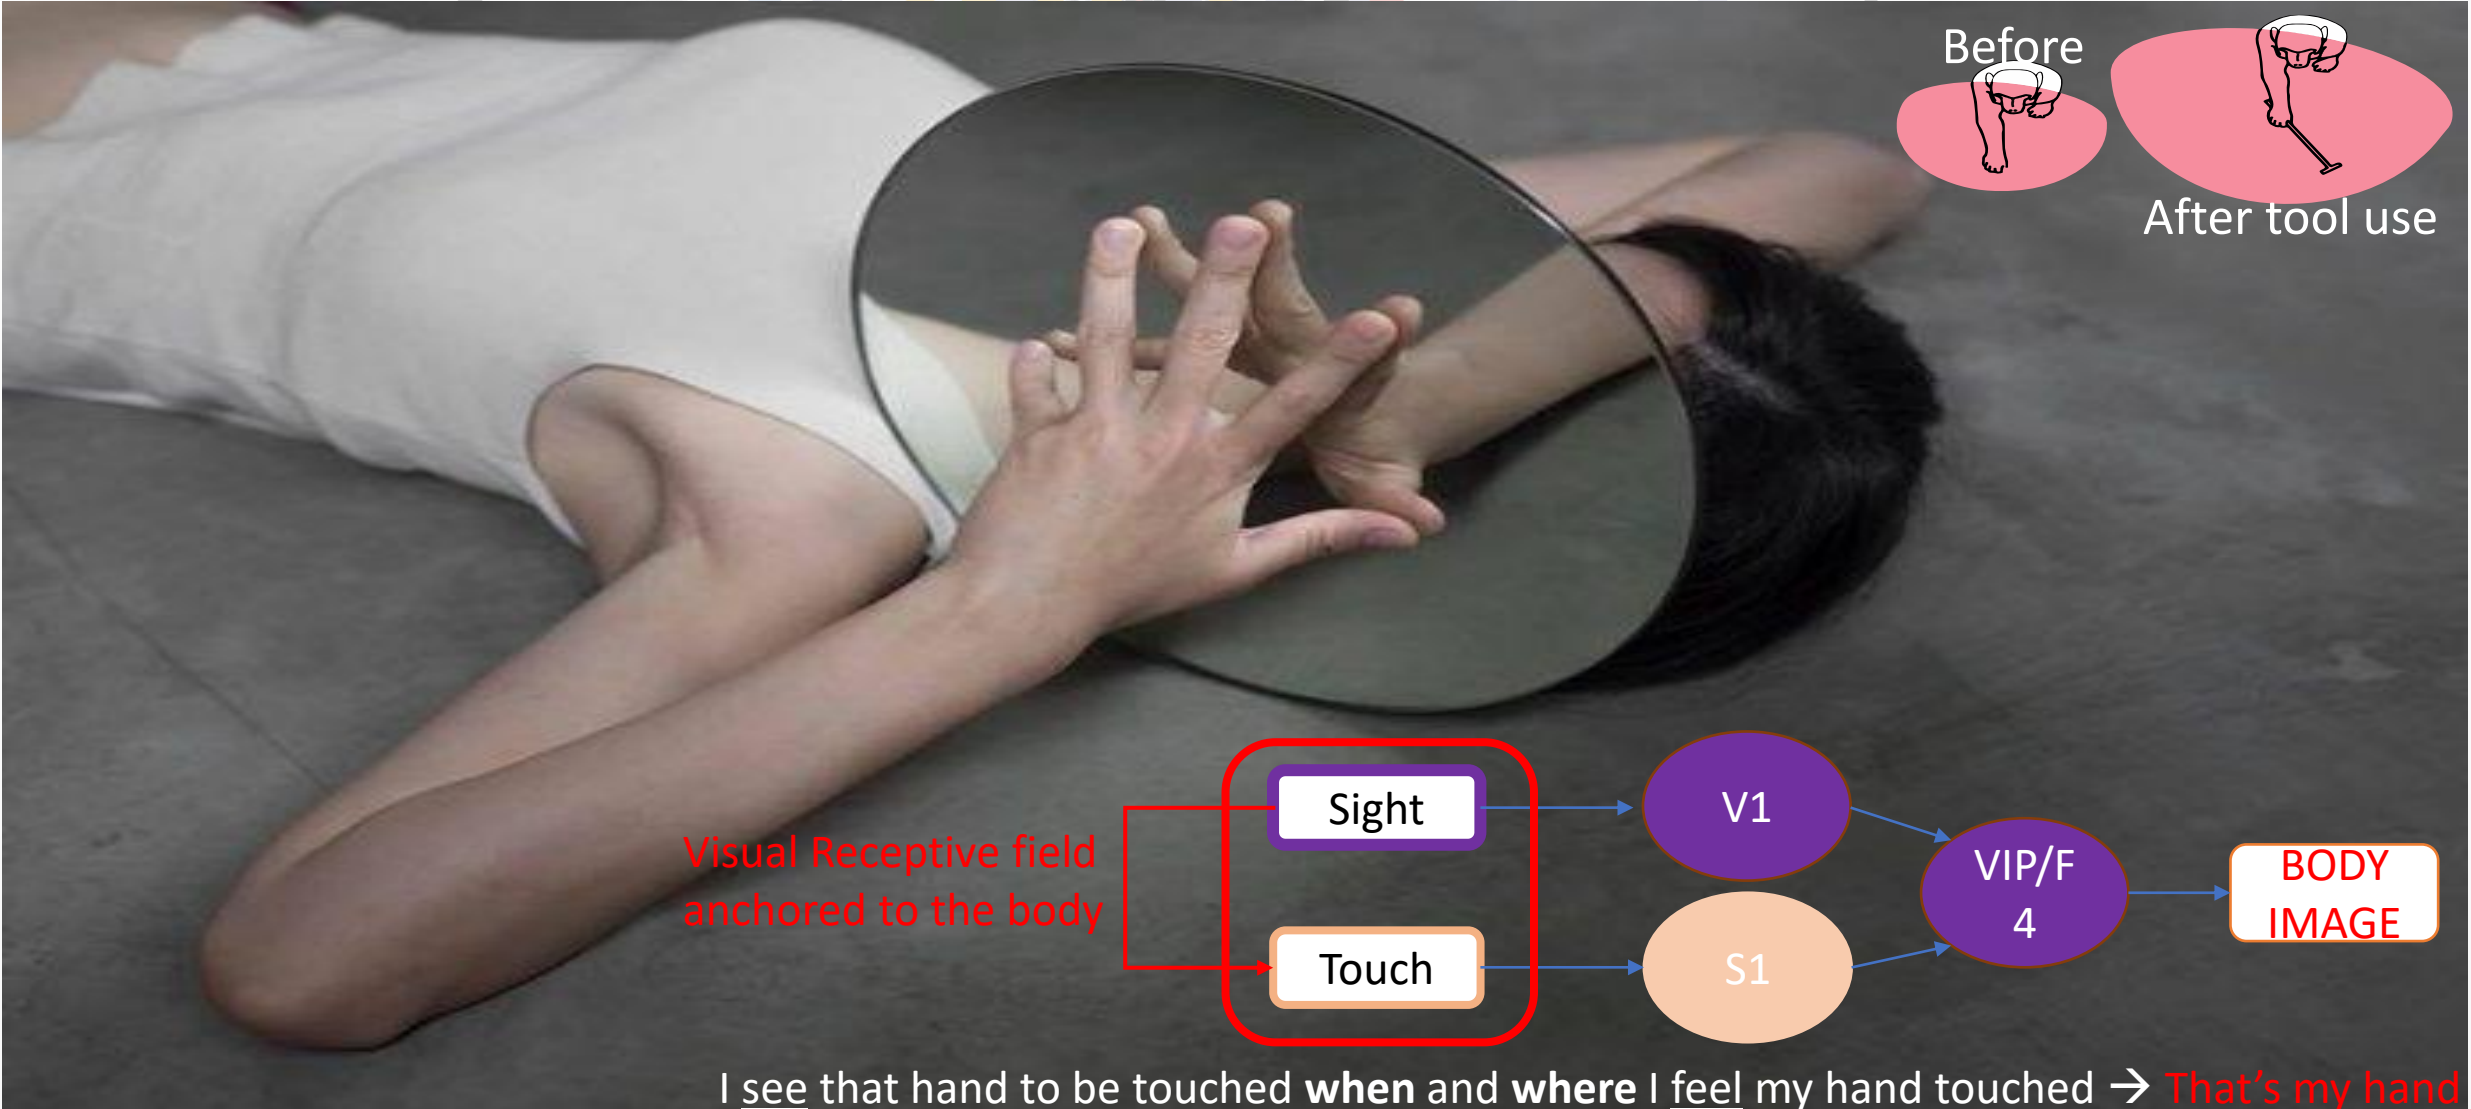 Before
After tool use
Sight
V1
Visual Receptive field
anchored to the body
VIP/F
4
BODY
IMAGE
Touch
S1
I see that hand to be touched when and where I feel my hand touched → That's my hand